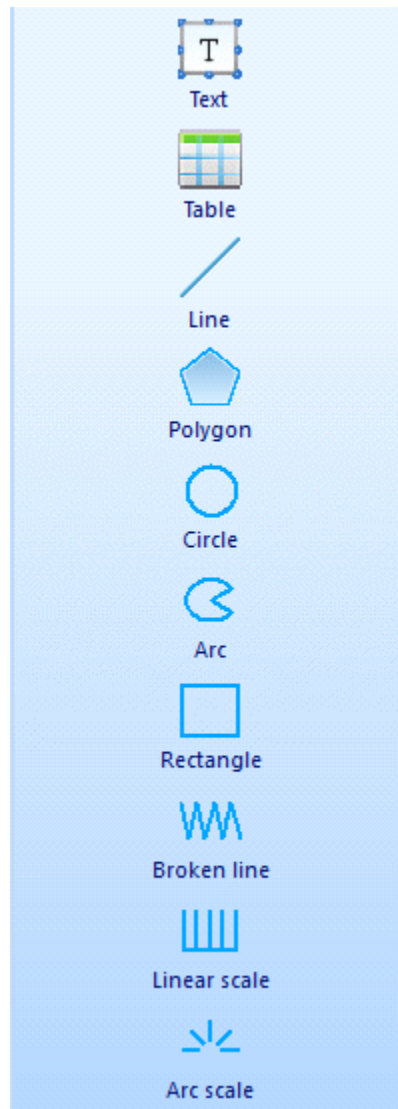 T
Text
Table
Line
Polygon
Circle
Arc
Rectangle
Broken line
Linear scale
Arc scale